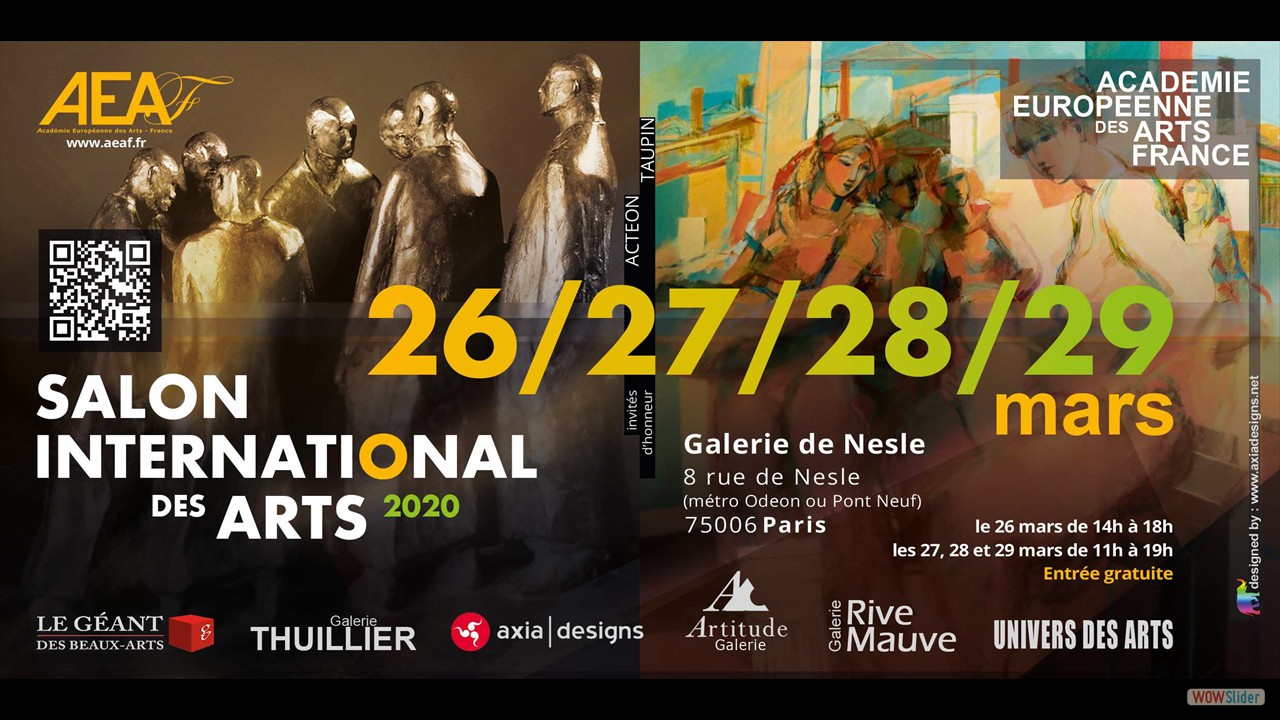 AEAF
Académie Européenne des Arts - France
www.aeaf.fr
ACADEMIE
EUROPÉENNE
DES ARTS
FRANCE
ACTEON TAUPIN
invités
d'honneur
26/27/28/29
mars
SALON
INTERNATIONAL
DES ARTS 2020
Galerie de Nesle
8 rue de Nesle
(métro Odeon ou Pont Neuf)
75006 Paris
le 26 mars de 14h à 18h
les 27, 28 et 29 mars de 11h à 19h
Entrée gratuite
designed by : www.axiadesigns.net
LE GÉANT
DES BEAUX-ARTS
Galerie
THUILLIER
axia|designs
Artitude
Galerie
Galerie
Rive
Mauve
UNIVERS DES ARTS
WOWSlider